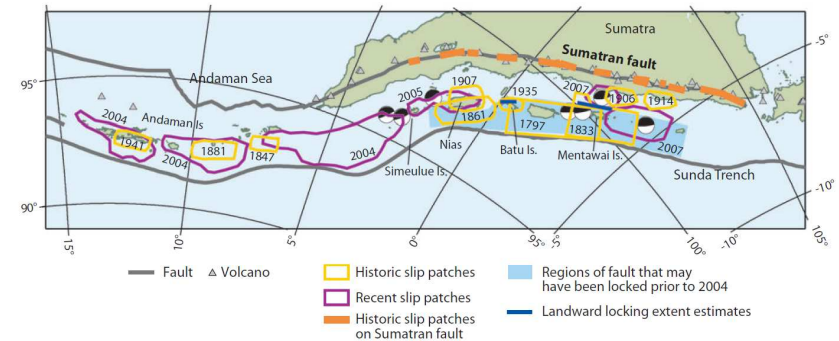 Sumatra
-5°
Sumatran fault
Andaman Sea
95°
2005
1907
1935
2007
1906
1914
2004
Andaman Is
1861
1941
1881
1847
2004
2004
1797
1833
2007
Nias
Batu Is.
Mentawai Is.
Simeulue Is.
Sunda Trench
-10°
90°
15°
10°
5°
0°
95°
-5°
100°
-10°
105°
Fault
Volcano
Historic slip patches
Recent slip patches
Historic slip patches
on Sumatran fault
Regions of fault that may
have been locked prior to 2004
Landward locking extent estimates